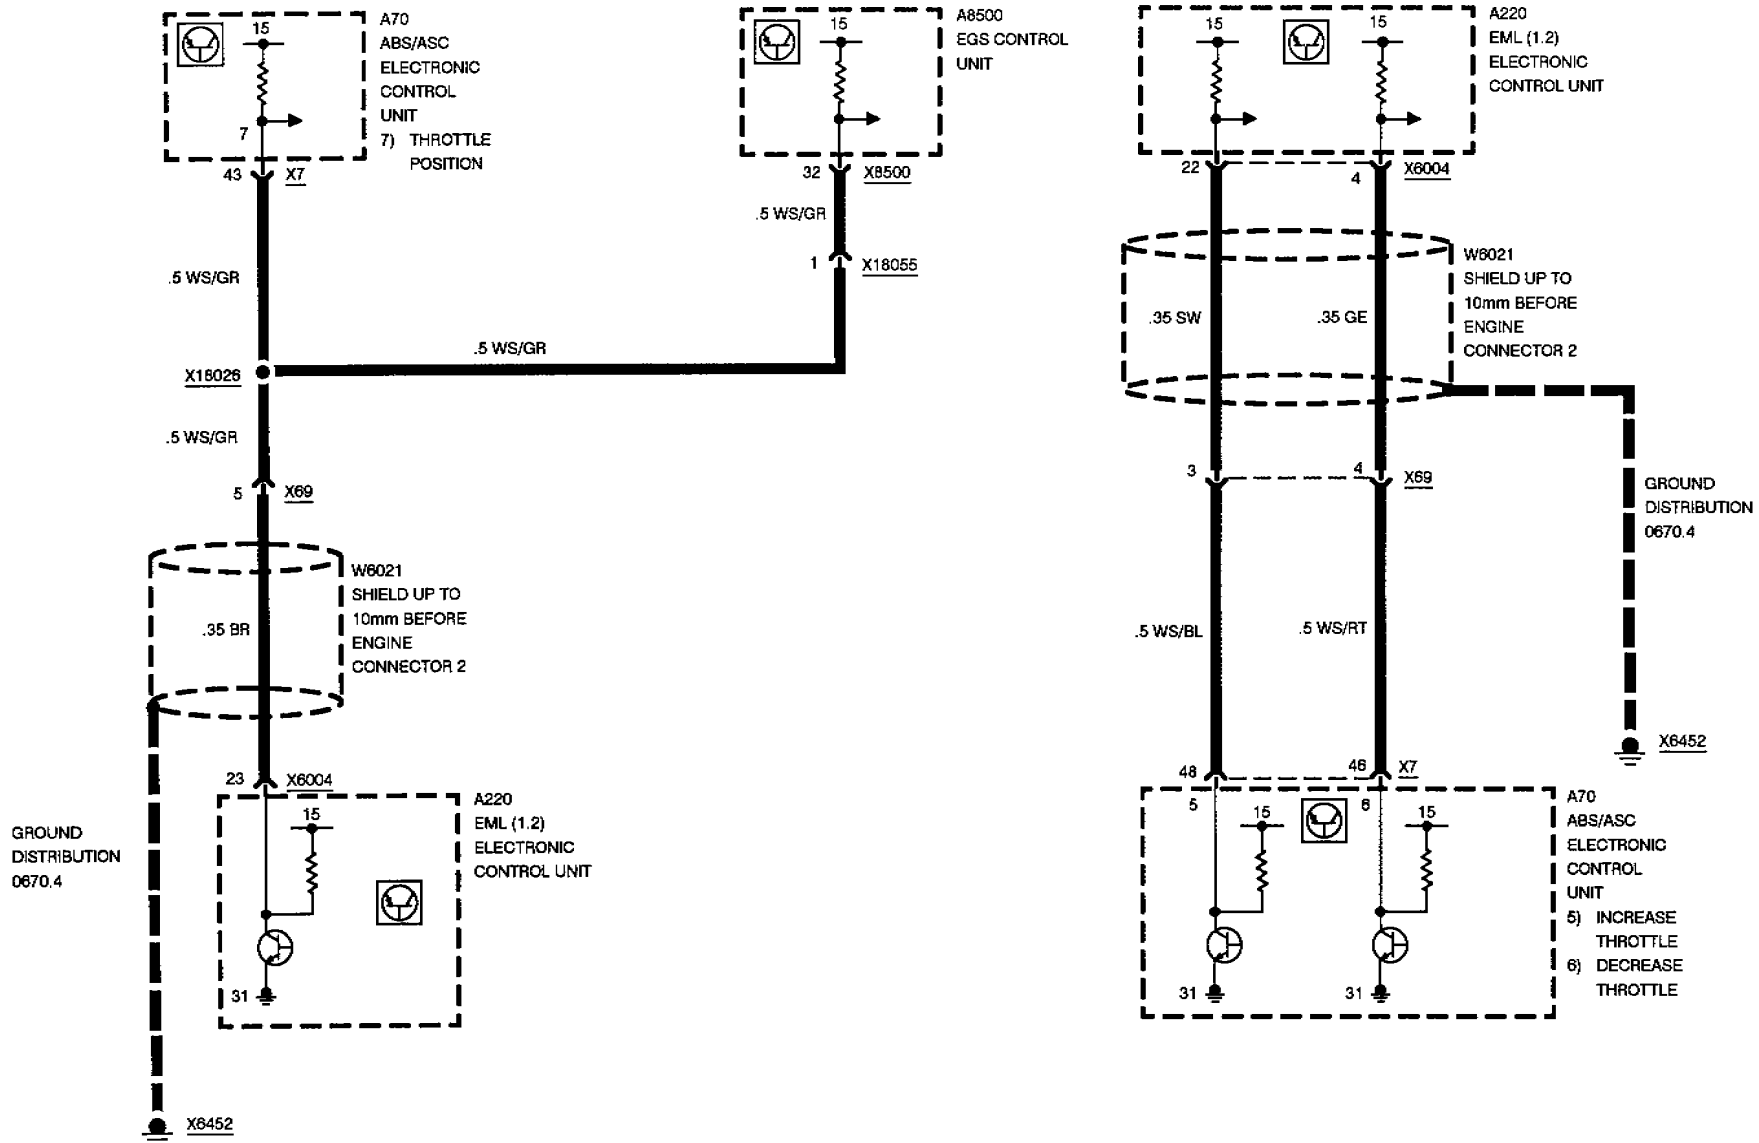 15
A70
ABS/ASC
ELECTRONIC
CONTROL
UNIT
7) THROTTLE
POSITION
7
43
X7
.5 WS/GR
X18026
.5 WS/GR
5
X69
W6021
SHIELD UP TO
10mm BEFORE
ENGINE
CONNECTOR 2
.35 BR
23
X6004
A220
EML (1.2)
ELECTRONIC
CONTROL UNIT
15
31
GROUND
DISTRIBUTION
0670.4
X6452
15
A8500
EGS CONTROL
UNIT
32
X8500
.5 WS/GR
1
X18055
.5 WS/GR
15
15
A220
EML (1.2)
ELECTRONIC
CONTROL UNIT
22
4
X6004
W6021
SHIELD UP TO
10mm BEFORE
ENGINE
CONNECTOR 2
.35 SW
.35 GE
3
4
X69
GROUND
DISTRIBUTION
0670.4
X6452
.5 WS/BL
.5 WS/RT
48
46
X7
5
15
6
15
31
31
A70
ABS/ASC
ELECTRONIC
CONTROL
UNIT
5) INCREASE
THROTTLE
6) DECREASE
THROTTLE